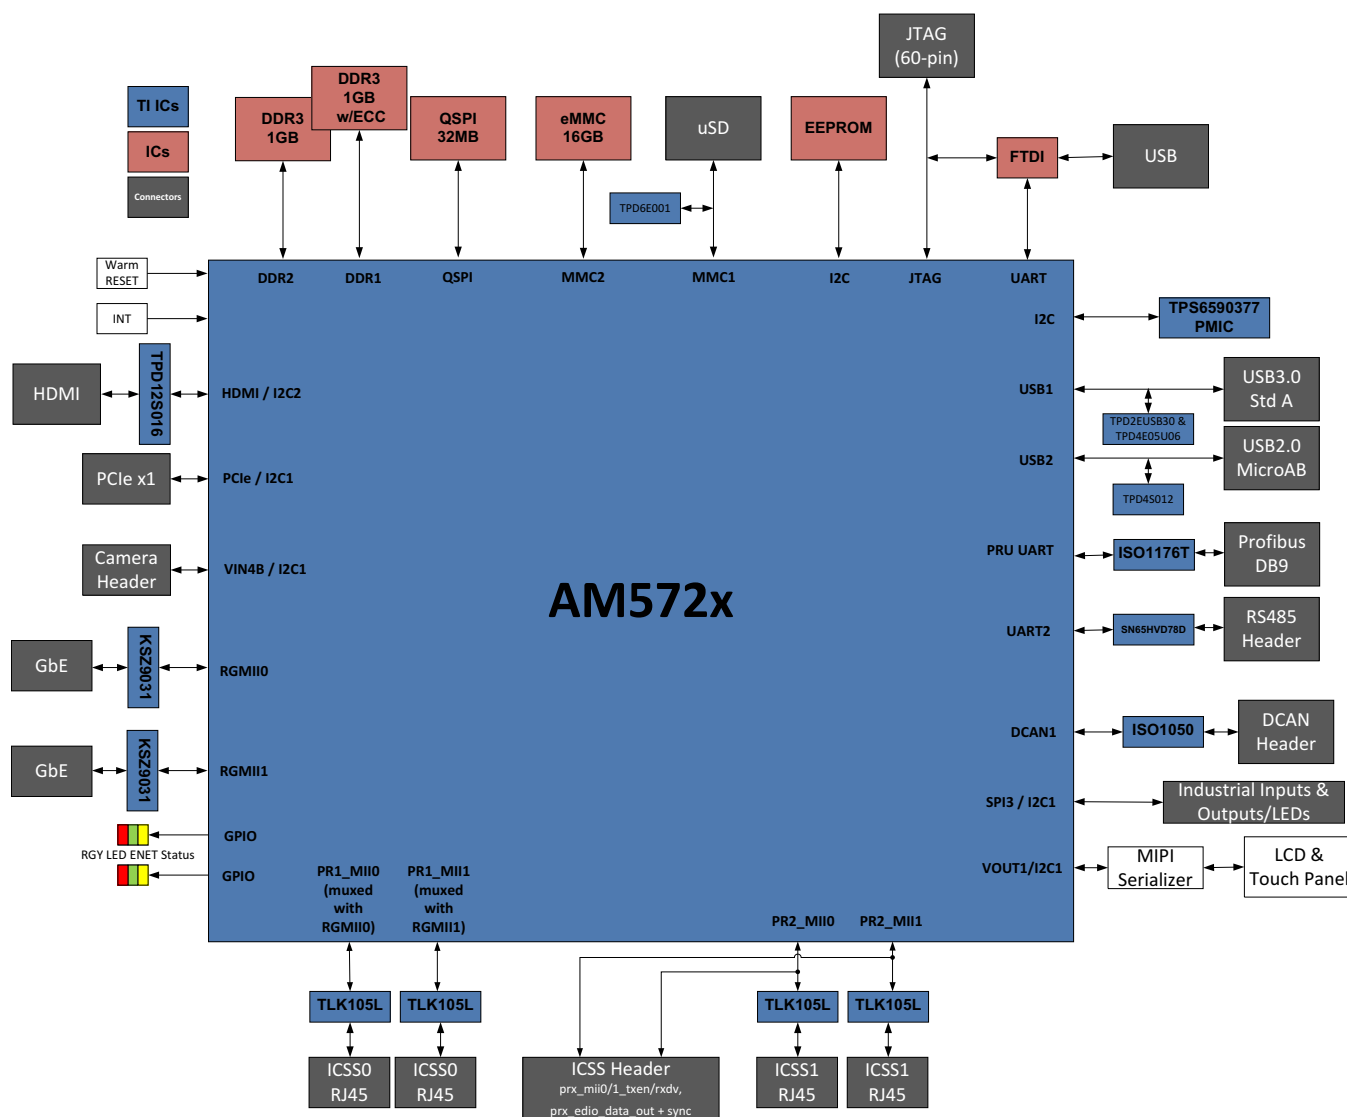 JTAG
(60-pin)
TI ICs
ICs
Connectors
DDR3
1GB
DDR3
1GB
w/ECC
QSPI
32MB
eMMC
16GB
uSD
EEPROM
FTDI
USB
TPD6E001
Warm
RESET
INT
DDR2
DDR1
QSPI
MMC2
MMC1
I2C
JTAG
UART
I2C
TPS6590377
PMIC
HDMI
TPD12S016
HDMI / I2C2
USB1
USB3.0
Std A
TPD2EUSB30 &
TPD4E05U06
PCIe x1
PCIe / I2C1
USB2
USB2.0
MicroAB
TPD4S012
Camera
Header
VIN4B / I2C1
PRU UART
ISO1176T
Profibus
DB9
AM572x
GbE
KSZ9031
RGMII0
UART2
SN65HVD78D
RS485
Header
GbE
KSZ9031
RGMII1
DCAN1
ISO1050
DCAN
Header
SPI3 / I2C1
Industrial Inputs &
Outputs/LEDs
GPIO
RGY LED ENET Status
GPIO
VOUT1/I2C1
MIPI
Serializer
LCD &
Touch Panel
PR1_MII0
(muxed
with
RGMII0)
PR1_MII1
(muxed
with
RGMII1)
PR2_MII0
PR2_MII1
TLK105L
TLK105L
TLK105L
TLK105L
ICSS0
RJ45
ICSS0
RJ45
ICSS Header
prx_mii0/1_txen/rxdv,
prx_edio_data_out + sync
ICSS1
RJ45
ICSS1
RJ45